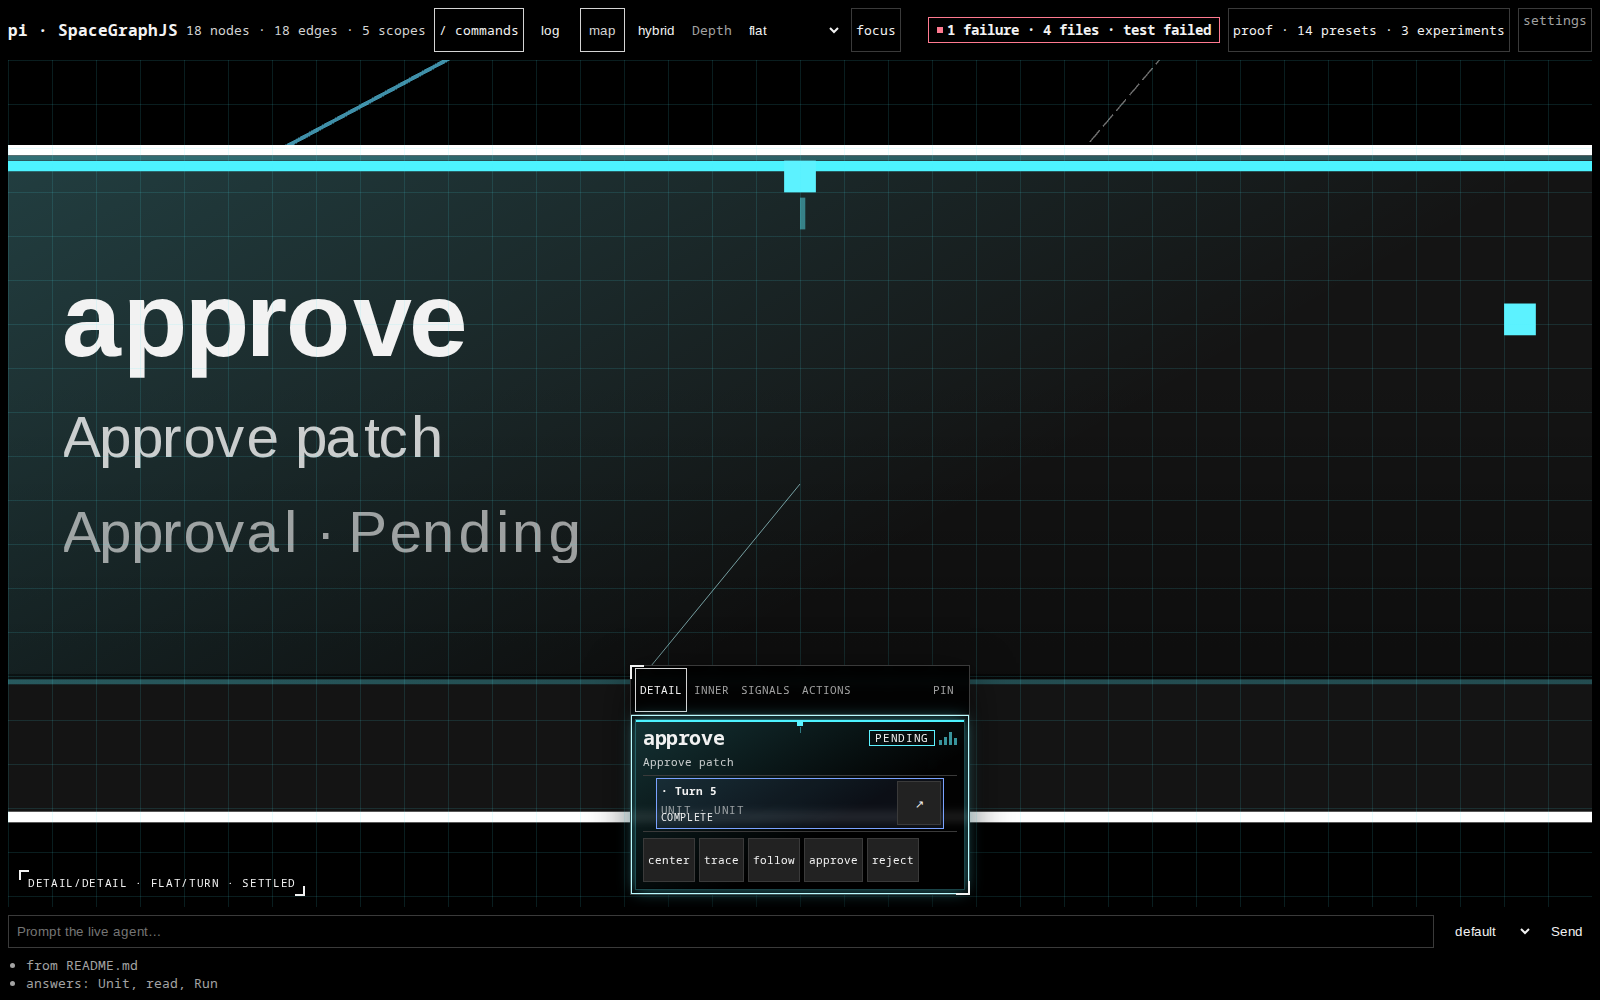 pi · SpaceGraphJS 18 nodes · 18 edges · 5 scopes / commands log map hybrid Depth flat focus 1 failure · 4 files · test failed proof · 14 presets · 3 experiments settings
approve
Approve patch
Approval · Pending
DETAIL INNER SIGNALS ACTIONS PIN
approve PENDING
Approve patch
· Turn 5 ↗
UNIT · UNIT
COMPLETE
center trace follow approve reject
DETAIL/DETAIL · FLAT/TURN · SETTLED
Prompt the live agent… default Send
• from README.md
• answers: Unit, read, Run